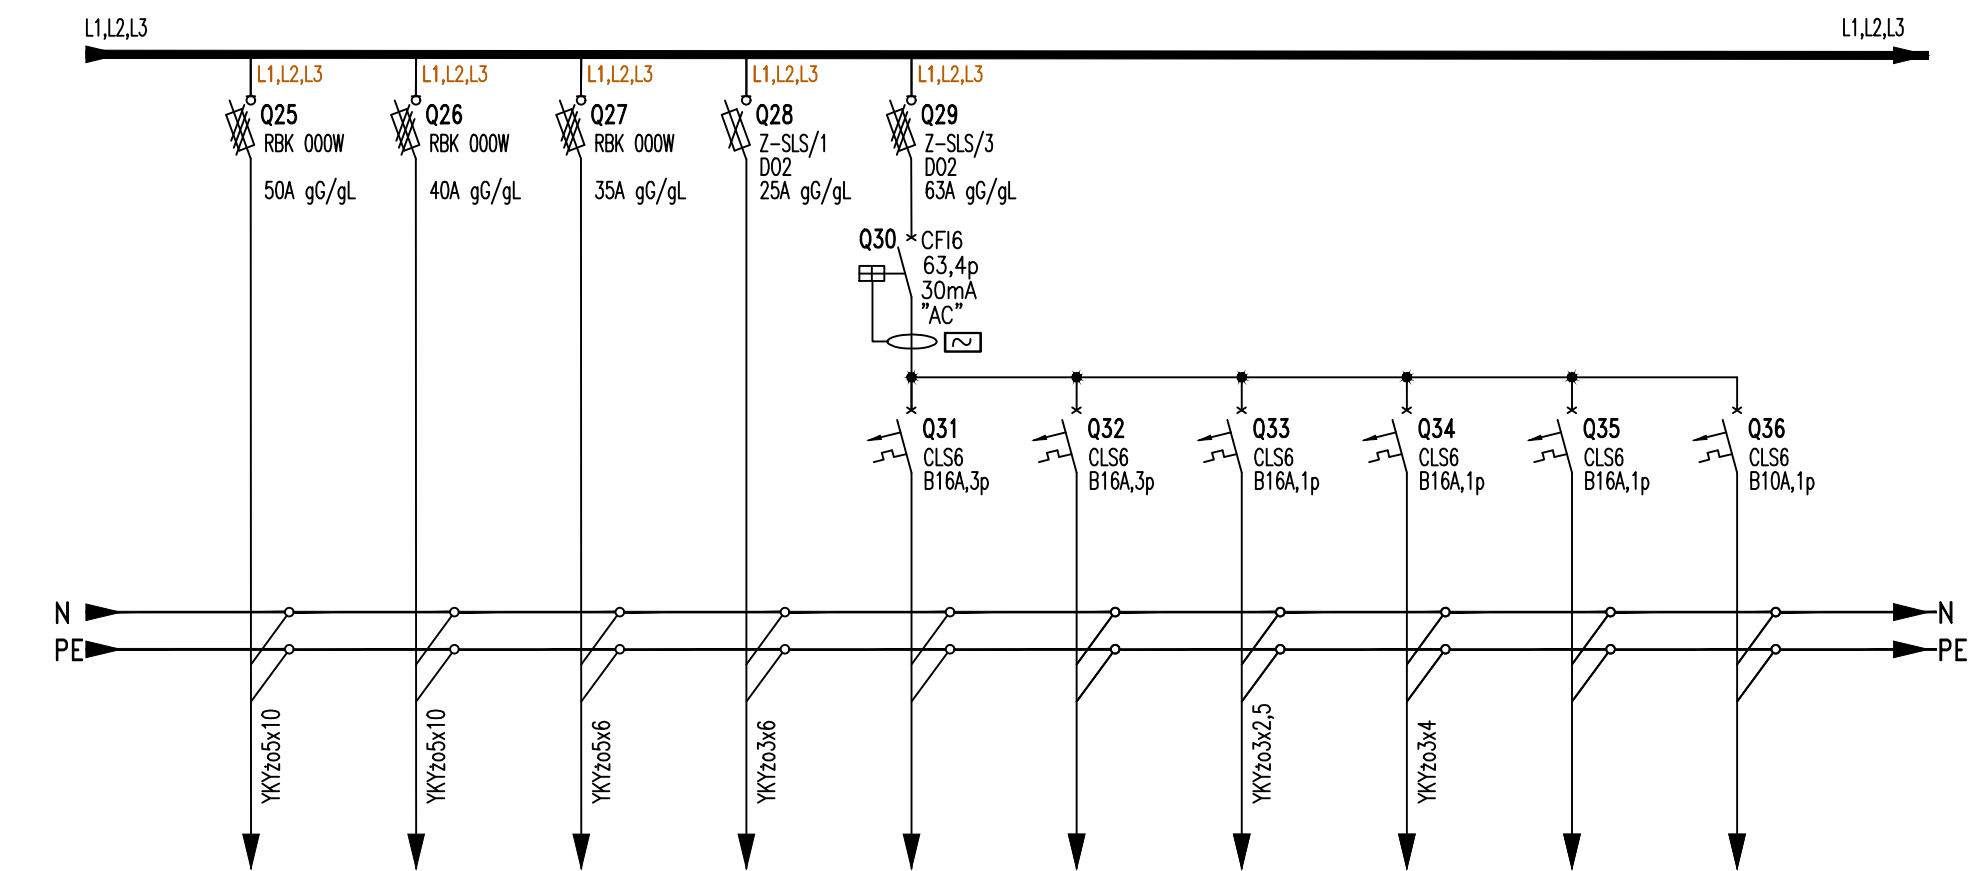 L1,L2,L3
L1,L2,L3
L1,L2,L3
L1,L2,L3
L1,L2,L3
L1,L2,L3
L1,L2,L3
Q25
RBK 000W
50A gG/gL
Q26
RBK 000W
40A gG/gL
Q27
RBK 000W
35A gG/gL
Q28
Z-SLS/1
D02
25A gG/gL
Q29
Z-SLS/3
D02
63A gG/gL
Q30
CFI6
63,4p
30mA
"AC"
~
Q31
CLS6
B16A,3p
Q32
CLS6
B16A,3p
Q33
CLS6
B16A,1p
Q34
CLS6
B16A,1p
Q35
CLS6
B16A,1p
Q36
CLS6
B10A,1p
N
N
PE
PE
YKYżo5x10
YKYżo5x10
YKYżo5x6
YKYżo3x6
YKYżo3x2,5
YKYżo3x4